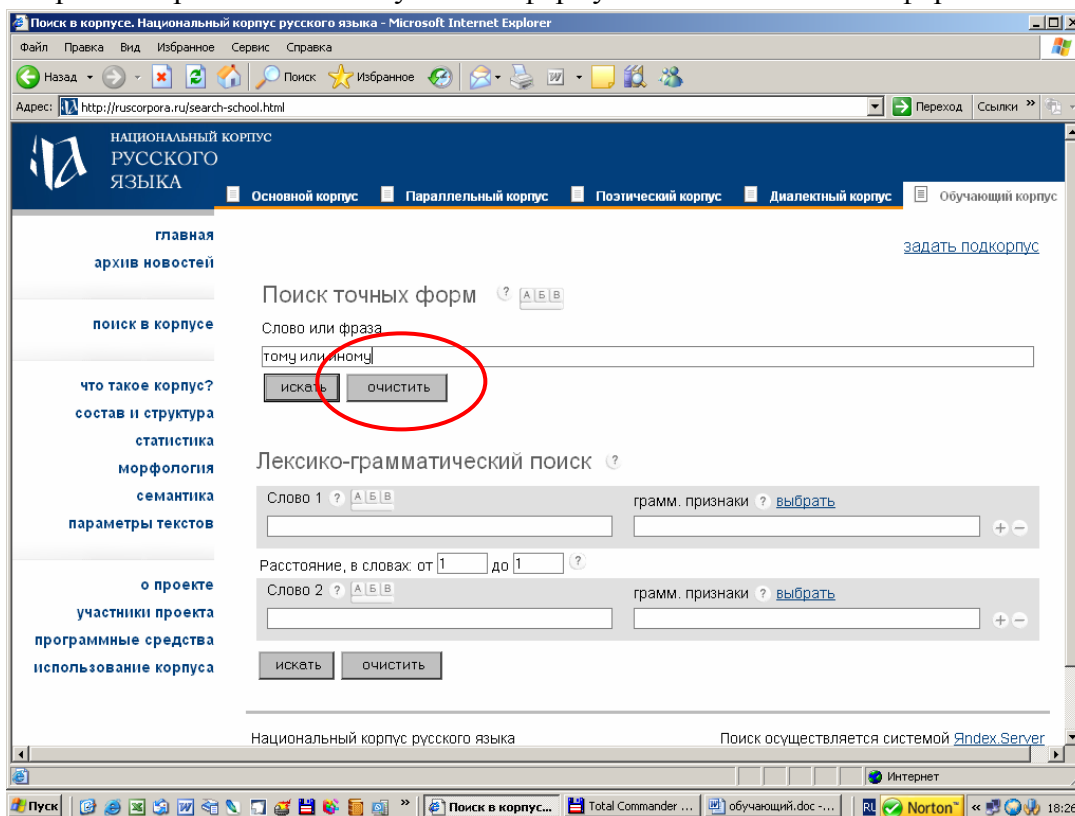 Поиск в корпусе. Национальный корпус русского языка - Microsoft Internet Explorer
Файл Правка Вид Избранное Сервис Справка
Назад Поиск Избранное
Адрес: http://ruscorpora.ru/search-school.html Переход Ссылки »
НАЦИОНАЛЬНЫЙ КОРПУС
РУССКОГО
ЯЗЫКА
Основной корпус Параллельный корпус Поэтический корпус Диалектный корпус Обучающий корпус
главная
архив новостей
поиск в корпусе
что такое корпус?
состав и структура
статистика
морфология
семантика
параметры текстов
о проекте
участники проекта
программные средства
использование корпуса
задать подкорпус
Поиск точных форм ? А Б В
Слово или фраза
тому или иному
искать очистить
Лексико-грамматический поиск ?
Слово 1 ? А Б В грамм. признаки ? выбрать
+ −
Расстояние, в словах: от 1 до 1 ?
Слово 2 ? А Б В грамм. признаки ? выбрать
+ −
искать очистить
Национальный корпус русского языка Поиск осуществляется системой Яndex.Server
Интернет
Пуск » Поиск в корпус... Total Commander ... обучающий.doc -... RU Norton™ « 18:26